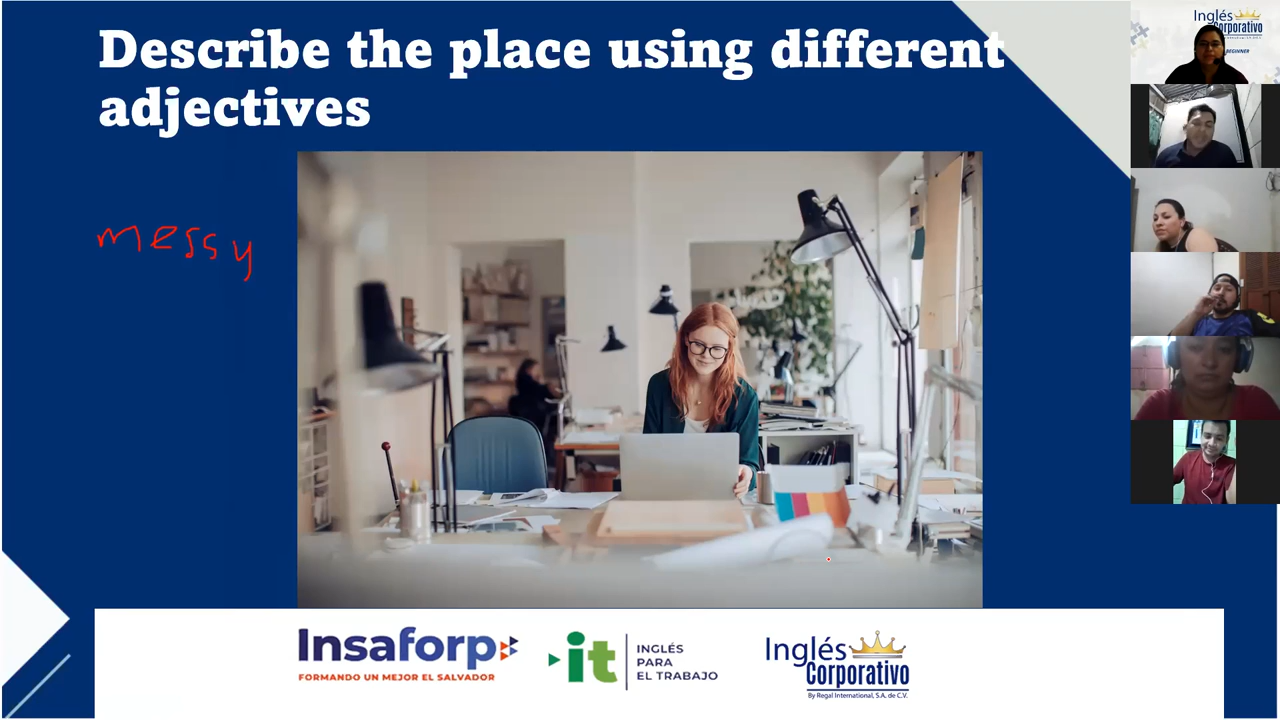 Describe the place using different
adjectives
messy
Insaforp
FORMANDO UN MEJOR EL SALVADOR
it
INGLÉS
PARA
EL TRABAJO
Inglés
Corporativo
By Regal International, S.A. de C.V.
Inglés
Corporativo
BEGINNER